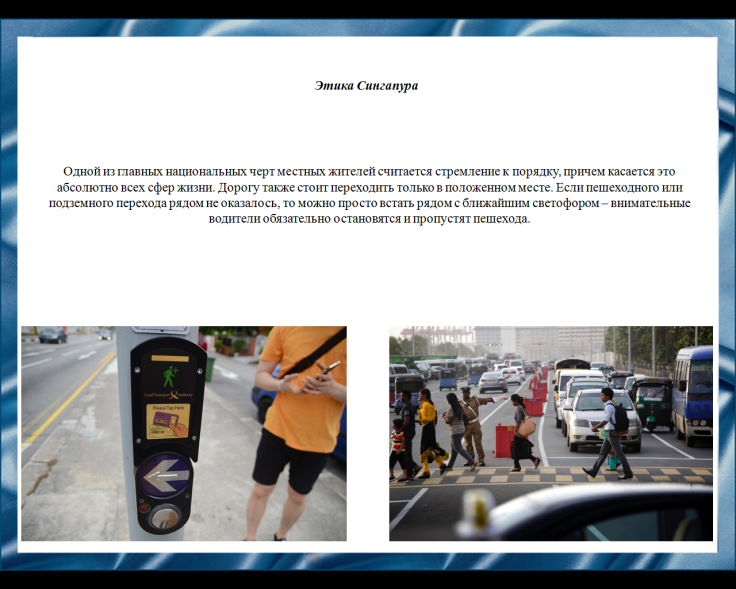 Этика Сингапура
Одной из главных национальных черт местных жителей считается стремление к порядку, причем касается это
абсолютно всех сфер жизни. Дорогу также стоит переходить только в положенном месте. Если пешеходного или
подземного перехода рядом не оказалось, то можно просто встать рядом с ближайшим светофором – внимательные
водители обязательно остановятся и пропустят пешехода.
Land Transport Authority
Please Tap Here